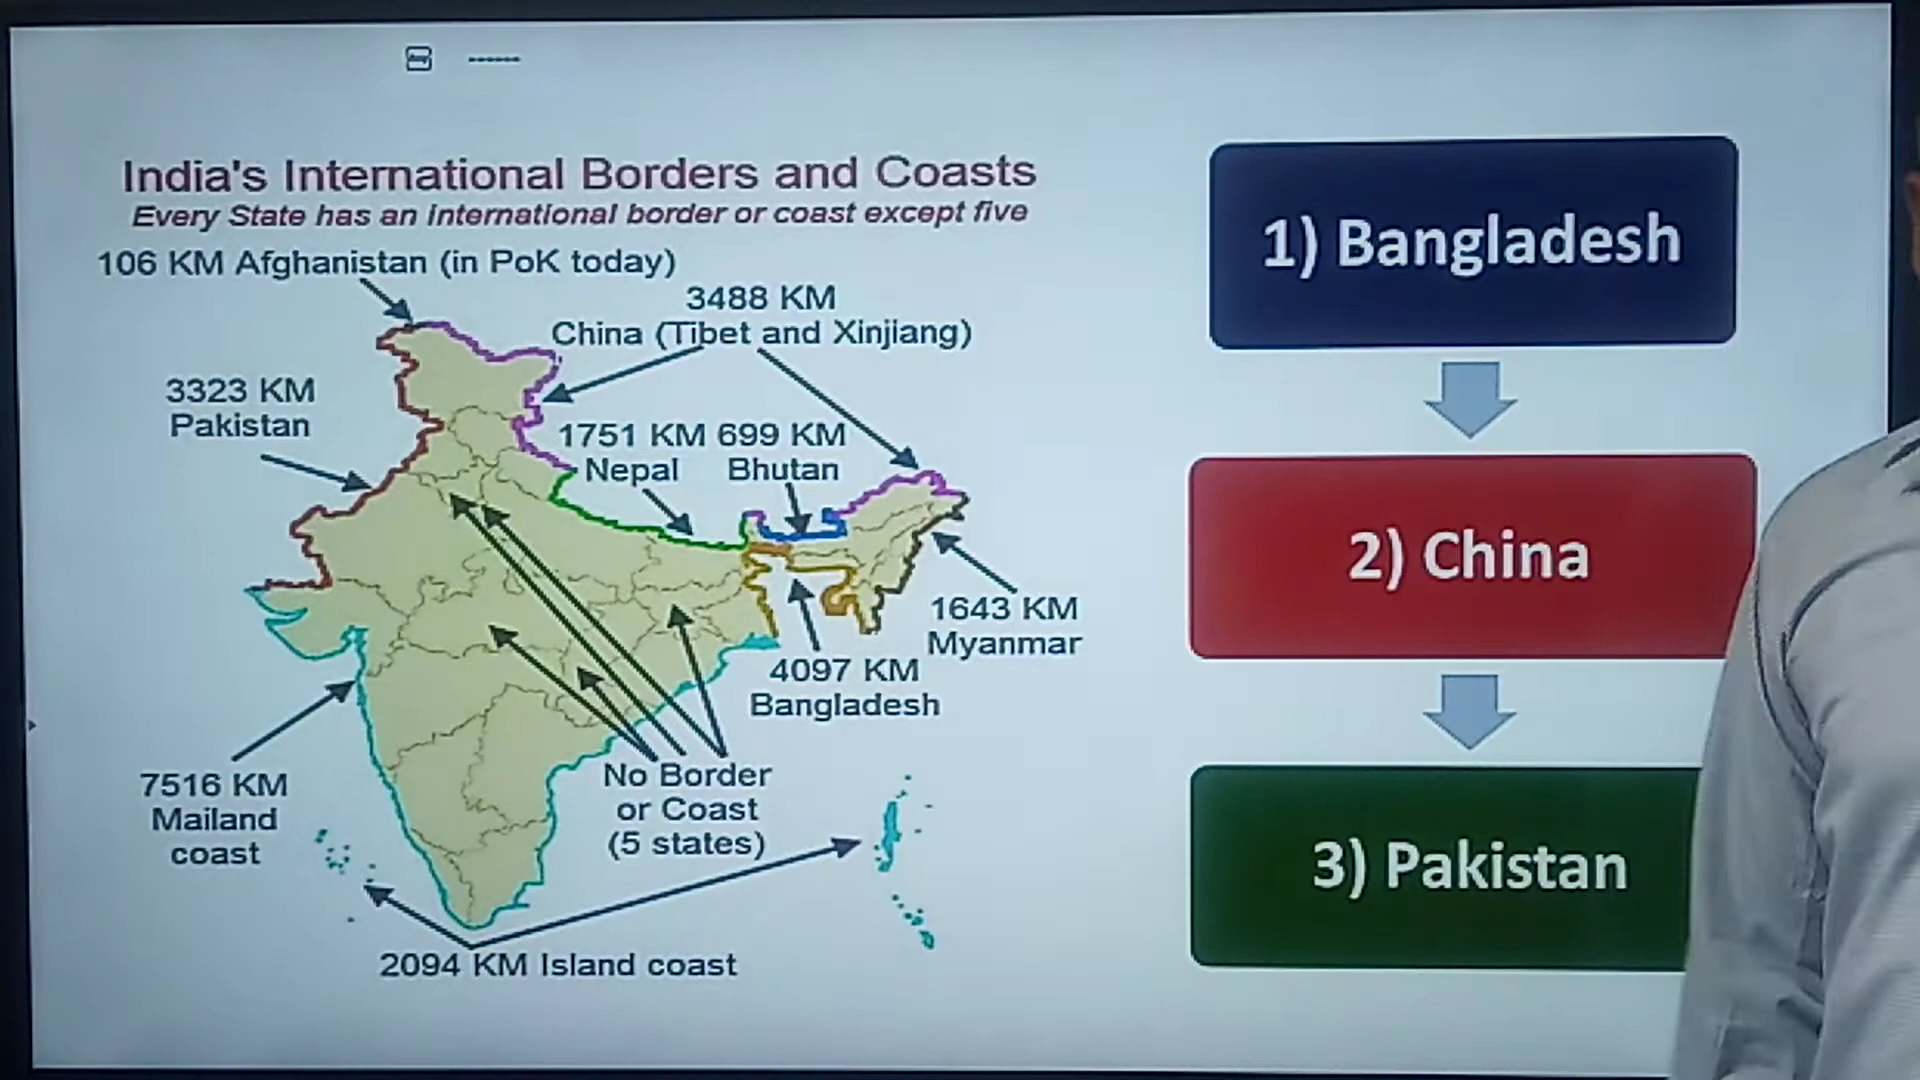 India's International Borders and Coasts
Every State has an international border or coast except five
106 KM Afghanistan (in PoK today)
3488 KM
China (Tibet and Xinjiang)
3323 KM
Pakistan
1751 KM
Nepal
699 KM
Bhutan
1643 KM
Myanmar
4097 KM
Bangladesh
7516 KM
Mailand
coast
No Border
or Coast
(5 states)
2094 KM Island coast
1) Bangladesh
2) China
3) Pakistan